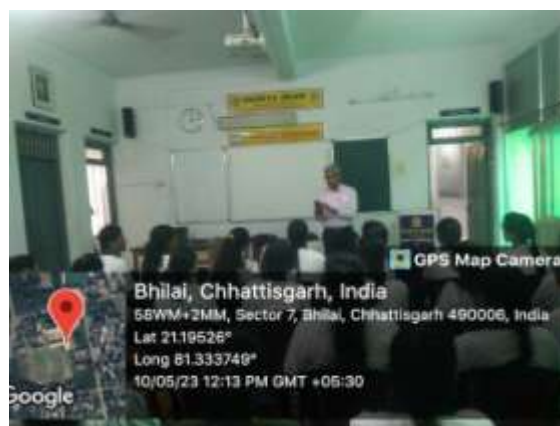 GPS Map Camera
Bhilai, Chhattisgarh, India
58WM+2MM, Sector 7, Bhilai, Chhattisgarh 490006, India
Lat 21.19526°
Long 81.333749°
10/05/23 12:13 PM GMT +05:30
Google